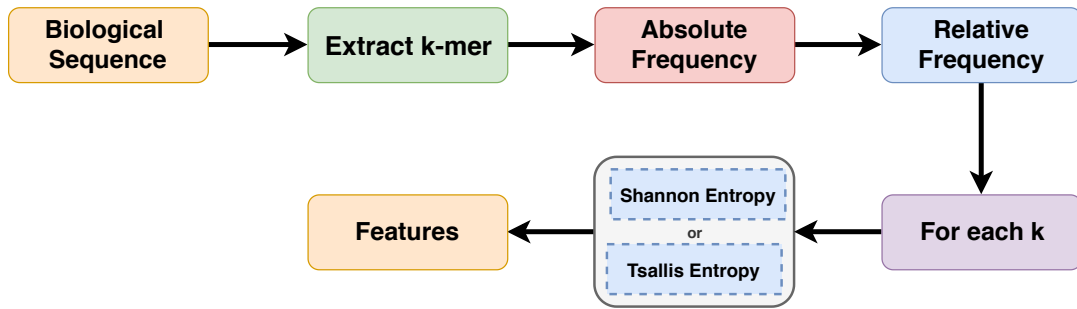 Biological
Sequence
Extract k-mer
Absolute
Frequency
Relative
Frequency
For each k
Shannon Entropy
or
Tsallis Entropy
Features